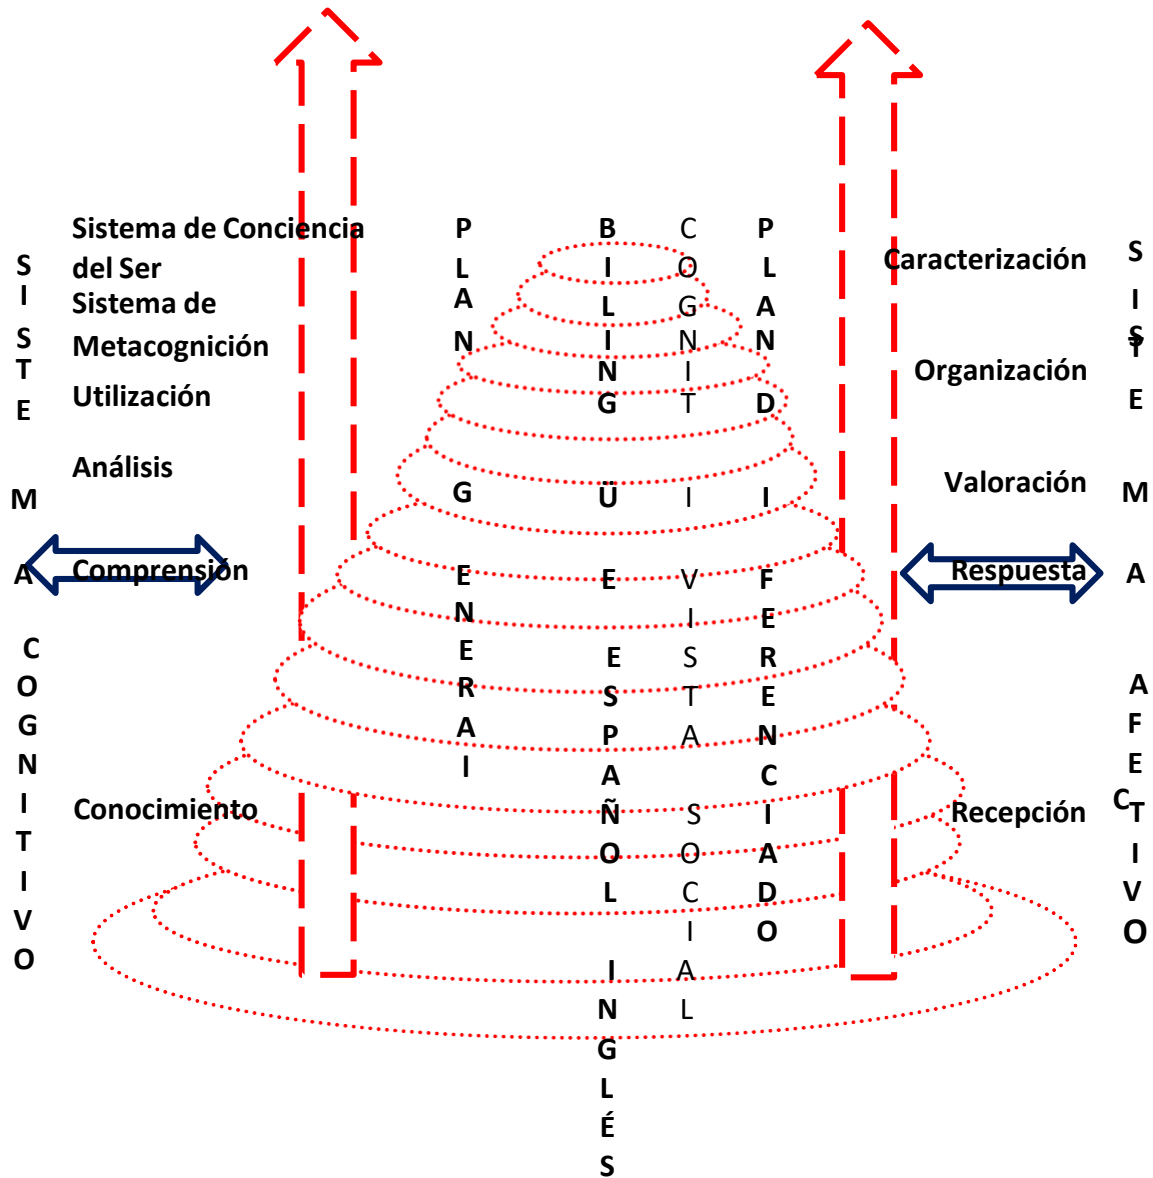 SISTEMA COGNITIVO
Sistema de Conciencia
del Ser
Sistema de
Metacognición
Utilización
Análisis
Comprensión
Conocimiento
PLAN GENERAI
BILINGÜE ESPAÑOL INGLÉS
COGNITIVISTA SOCIAL
PLAN DIFERENCIADO
Caracterización
Organización
Valoración
Respuesta
Recepción
SISTEMA AFECTIVO